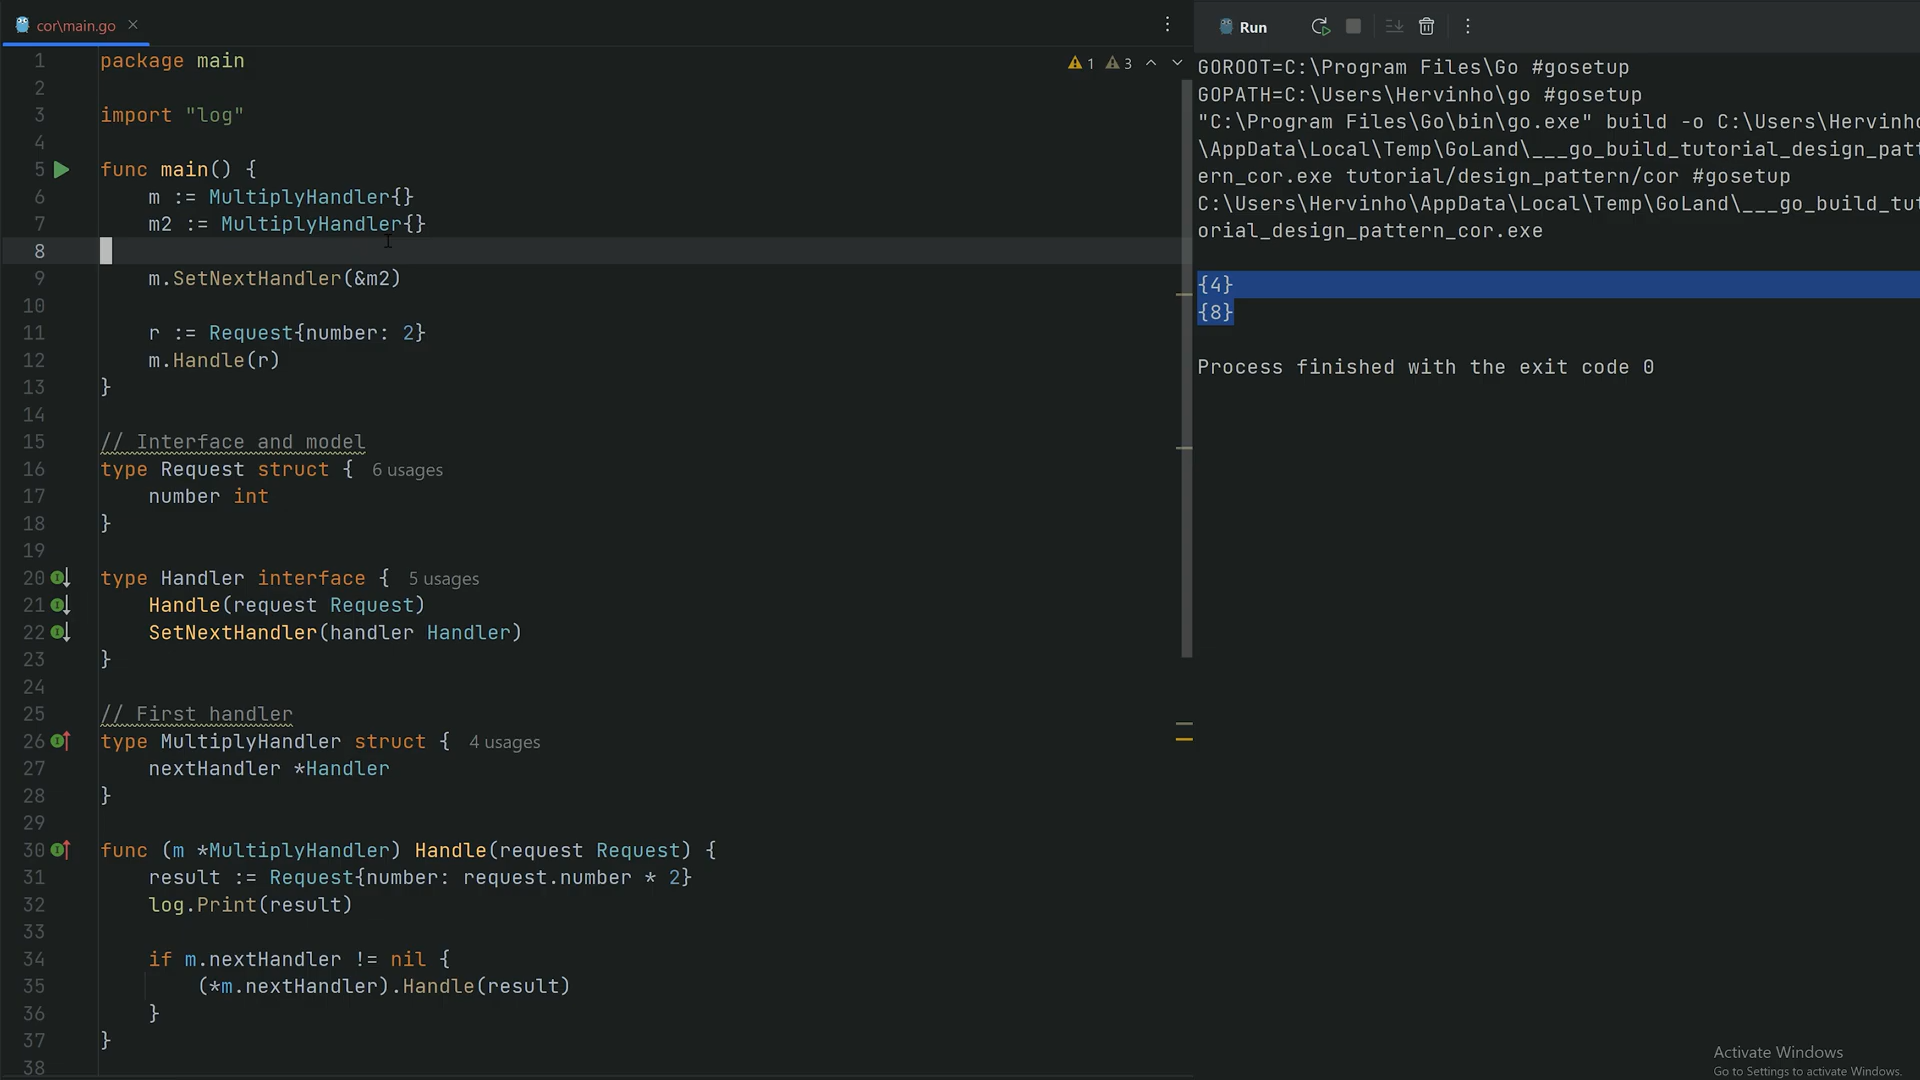 cor\main.go
package main
import "log"
func main() {
m := MultiplyHandler{}
m2 := MultiplyHandler{}
m.SetNextHandler(&m2)
r := Request{number: 2}
m.Handle(r)
}
// Interface and model
type Request struct { 6 usages
number int
}
type Handler interface { 5 usages
Handle(request Request)
SetNextHandler(handler Handler)
}
// First handler
type MultiplyHandler struct { 4 usages
nextHandler *Handler
}
func (m *MultiplyHandler) Handle(request Request) {
result := Request{number: request.number * 2}
log.Print(result)
if m.nextHandler != nil {
(*m.nextHandler).Handle(result)
}
}
1 2 3 4 5 6 7 8 9 10 11 12 13 14 15 16 17 18 19 20 21 22 23 24 25 26 27 28 29 30 31 32 33 34 35 36 37 38
1 3
Run
GOROOT=C:\Program Files\Go #gosetup
GOPATH=C:\Users\Hervinho\go #gosetup
"C:\Program Files\Go\bin\go.exe" build -o C:\Users\Hervinho
\AppData\Local\Temp\GoLand\___go_build_tutorial_design_patt
ern_cor.exe tutorial/design_pattern/cor #gosetup
C:\Users\Hervinho\AppData\Local\Temp\GoLand\___go_build_tut
orial_design_pattern_cor.exe
{4}
{8}
Process finished with the exit code 0
Activate Windows
Go to Settings to activate Windows.